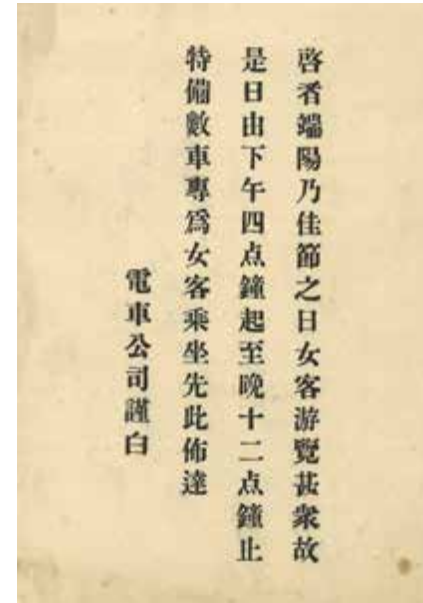 啓者端陽乃佳節之日女客游覽甚衆故
是日由下午四点鐘起至晚十二点鐘止
特備數車專爲女客乘坐先此佈達
電車公司謹白